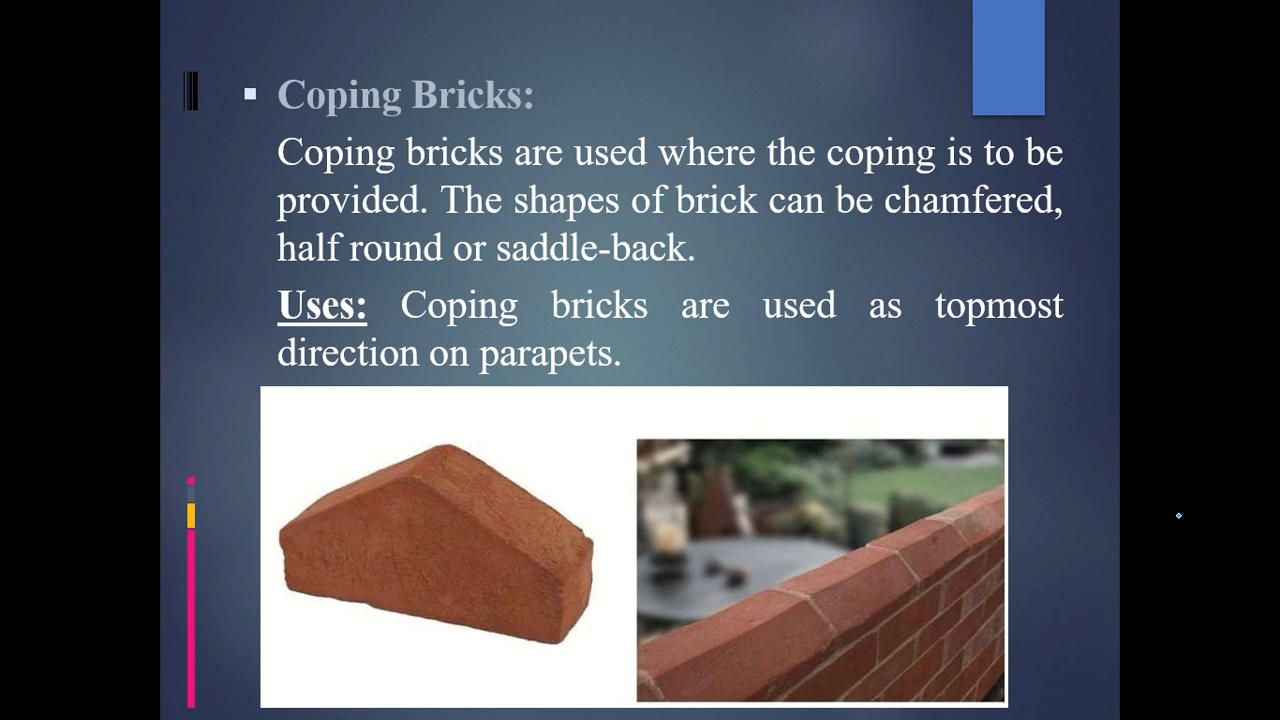 Coping Bricks:
Coping bricks are used where the coping is to be
provided. The shapes of brick can be chamfered,
half round or saddle-back.
Uses: Coping bricks are used as topmost
direction on parapets.